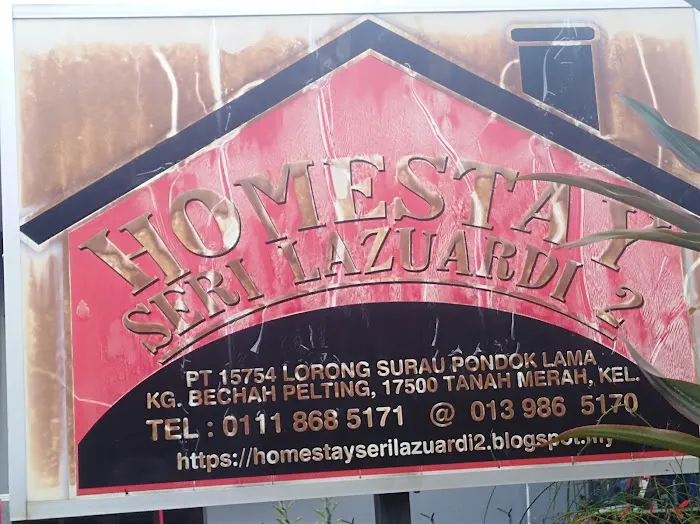 HOMESTAY
SERI LAZUARDI 2
PT 15754 LORONG SURAU PONDOK LAMA
KG. BECHAH PELTING, 17500 TANAH MERAH, KEL.
TEL : 0111 868 5171 @ 013 986 5170
https://homestayserilazuardi2.blogspot.my